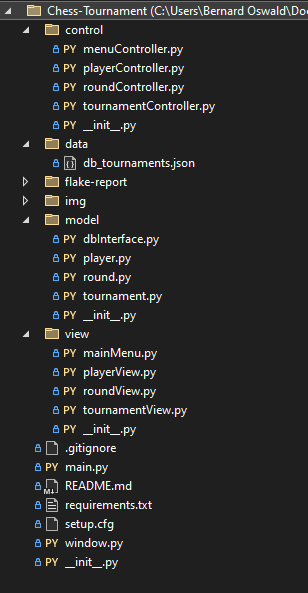 Chess-Tournament (C:\Users\Bernard Oswald\Do
control
PY menuController.py
PY playerController.py
PY roundController.py
PY tournamentController.py
PY __init__.py
data
db_tournaments.json
flake-report
img
model
PY dbInterface.py
PY player.py
PY round.py
PY tournament.py
PY __init__.py
view
PY mainMenu.py
PY playerView.py
PY roundView.py
PY tournamentView.py
PY __init__.py
.gitignore
PY main.py
M↓ README.md
requirements.txt
setup.cfg
PY window.py
PY __init__.py